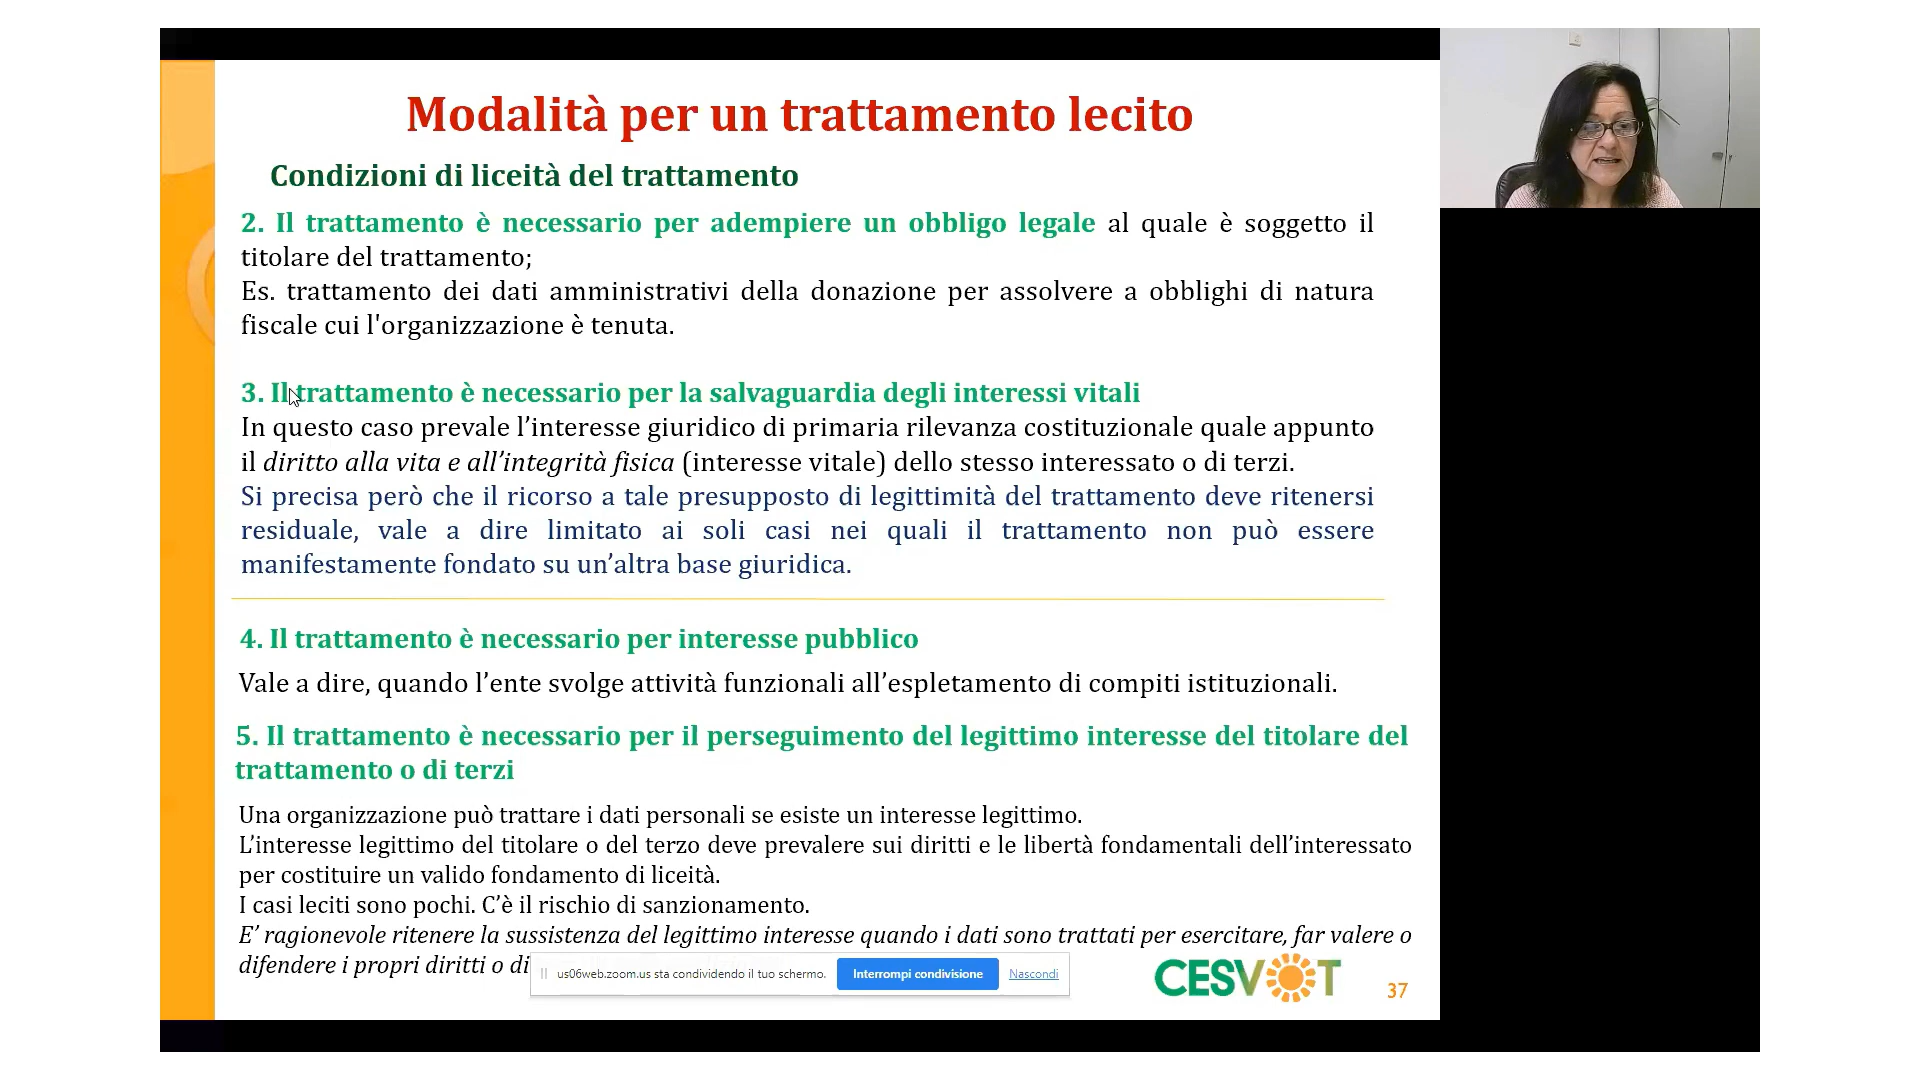 Modalità per un trattamento lecito
Condizioni di liceità del trattamento
2. Il trattamento è necessario per adempiere un obbligo legale al quale è soggetto il
titolare del trattamento;
Es. trattamento dei dati amministrativi della donazione per assolvere a obblighi di natura
fiscale cui l'organizzazione è tenuta.
3. Il trattamento è necessario per la salvaguardia degli interessi vitali
In questo caso prevale l’interesse giuridico di primaria rilevanza costituzionale quale appunto
il diritto alla vita e all’integrità fisica (interesse vitale) dello stesso interessato o di terzi.
Si precisa però che il ricorso a tale presupposto di legittimità del trattamento deve ritenersi
residuale, vale a dire limitato ai soli casi nei quali il trattamento non può essere
manifestamente fondato su un’altra base giuridica.
4. Il trattamento è necessario per interesse pubblico
Vale a dire, quando l’ente svolge attività funzionali all’espletamento di compiti istituzionali.
5. Il trattamento è necessario per il perseguimento del legittimo interesse del titolare del
trattamento o di terzi
Una organizzazione può trattare i dati personali se esiste un interesse legittimo.
L’interesse legittimo del titolare o del terzo deve prevalere sui diritti e le libertà fondamentali dell’interessato
per costituire un valido fondamento di liceità.
I casi leciti sono pochi. C’è il rischio di sanzionamento.
E’ ragionevole ritenere la sussistenza del legittimo interesse quando i dati sono trattati per esercitare, far valere o
difendere i propri diritti o di
us06web.zoom.us sta condividendo il tuo schermo. Interrompi condivisione Nascondi
CESVOT
37